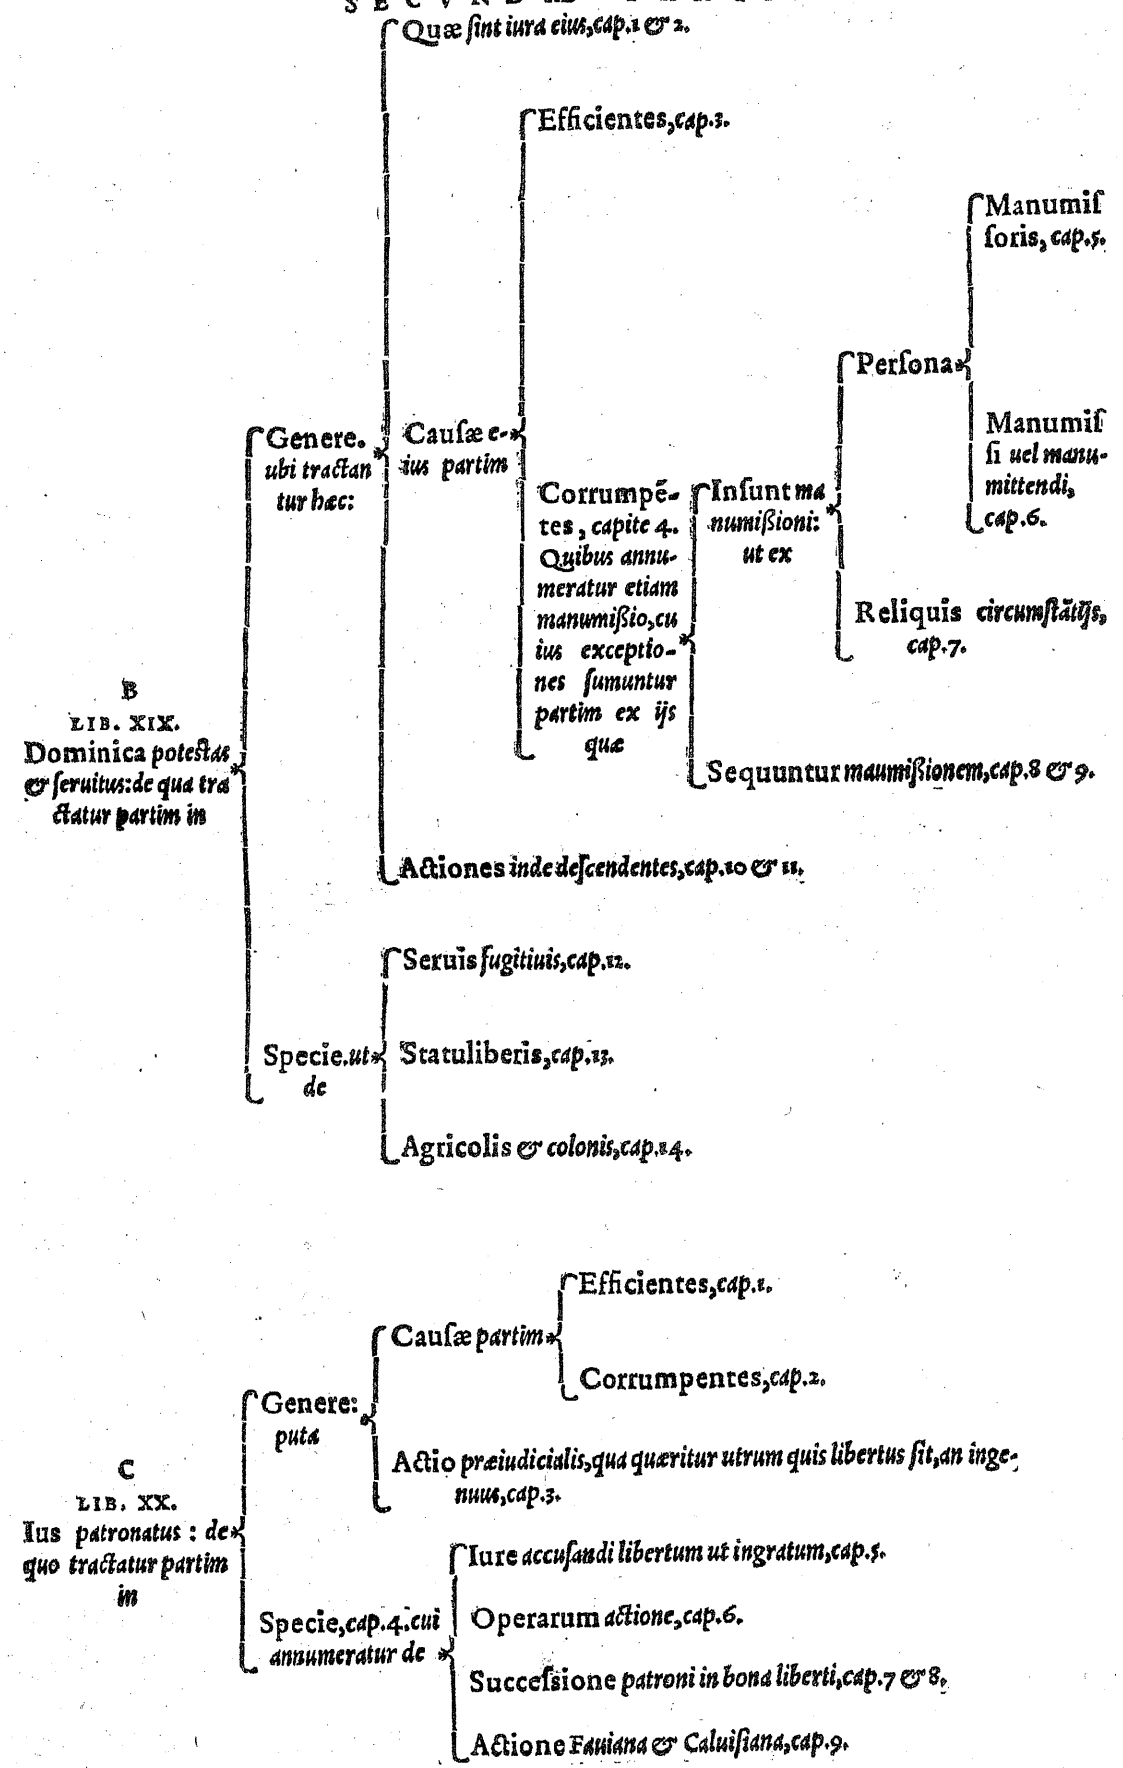 Quæ ſint iura eius, cap.1 & 2.
Efficientes, cap.3.
Manumiſ
ſoris, cap.5.
Perſona
Manumiſ
ſi uel manu-
mittendi,
cap.6.
Genere.
ubi tractan
tur hæc:
Cauſæ e-
ius partim
Corrumpē-
tes, capite 4.
Quibus annu-
meratur etiam
manumißio, cu
ius exceptio-
nes ſumuntur
partim ex ijs
quæ
Inſunt ma
numißioni:
ut ex
Reliquis circumſtātijs,
cap.7.
B
LIB. XIX.
Dominica potestas
& ſeruitus: de qua tra
ctatur partim in
Sequuntur maumißionem, cap.8 & 9.
Actiones inde deſcendentes, cap.10 & 11.
Seruis fugitiuis, cap.12.
Specie. ut
de
Statuliberis, cap.13.
Agricolis & colonis, cap.14.
Efficientes, cap.1.
Cauſæ partim
Corrumpentes, cap.2.
Genere:
puta
Actio præiudicialis, qua quæritur utrum quis libertus ſit, an inge-
nuus, cap.3.
C
LIB. XX.
Ius patronatus : de
quo tractatur partim
in
Iure accuſandi libertum ut ingratum, cap.5.
Specie, cap.4. cui
annumeratur de
Operarum actione, cap.6.
Succeſsione patroni in bona liberti, cap.7 & 8.
Actione Fauiana & Caluiſiana, cap.9.